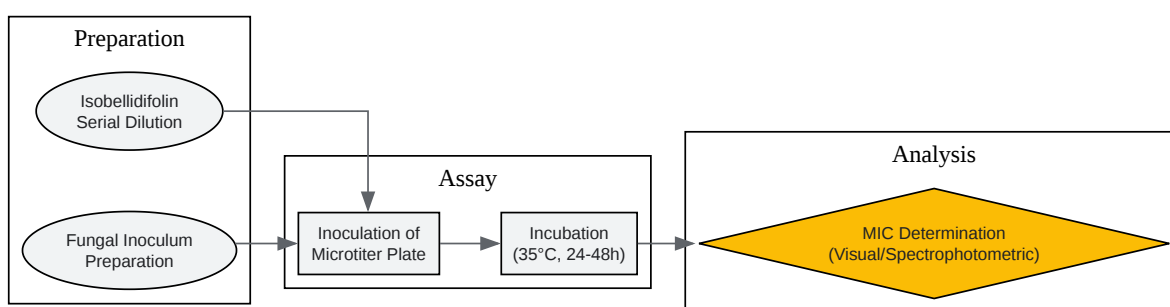 Preparation
Isobellidifolin
Serial Dilution
Fungal Inoculum
Preparation
Assay
Inoculation of
Microtiter Plate
Incubation
(35°C, 24-48h)
Analysis
MIC Determination
(Visual/Spectrophotometric)